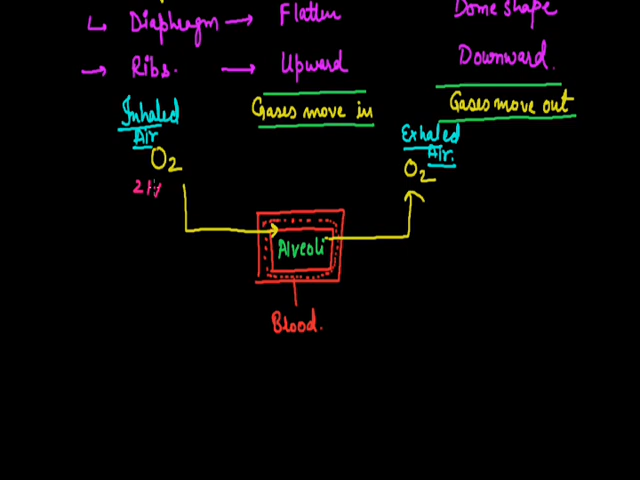 ↳ Diaphragm → Flatten Dome shape
→ Ribs. → Upward Downward.
Gases move in Gases move out
Inhaled Air Exhaled Air.
O2 O2
Alveoli
Blood.